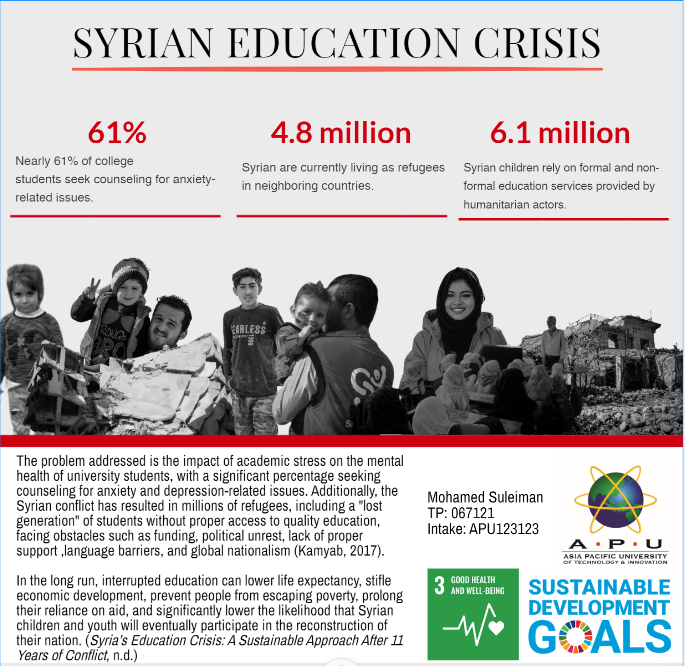 SYRIAN EDUCATION CRISIS
61%
Nearly 61% of college
students seek counseling for anxiety-
related issues.
4.8 million
Syrian are currently living as refugees
in neighboring countries.
6.1 million
Syrian children rely on formal and non-
formal education services provided by
humanitarian actors.
The problem addressed is the impact of academic stress on the mental
health of university students, with a significant percentage seeking
counseling for anxiety and depression-related issues. Additionally, the
Syrian conflict has resulted in millions of refugees, including a "lost
generation" of students without proper access to quality education,
facing obstacles such as funding, political unrest, lack of proper
support ,language barriers, and global nationalism (Kamyab, 2017).
In the long run, interrupted education can lower life expectancy, stifle
economic development, prevent people from escaping poverty, prolong
their reliance on aid, and significantly lower the likelihood that Syrian
children and youth will eventually participate in the reconstruction of
their nation. (Syria's Education Crisis: A Sustainable Approach After 11
Years of Conflict, n.d.)
Mohamed Suleiman
TP: 067121
Intake: APU123123
A·P·U
ASIA PACIFIC UNIVERSITY
OF TECHNOLOGY & INNOVATION
3 GOOD HEALTH
AND WELL-BEING
SUSTAINABLE
DEVELOPMENT
GOALS